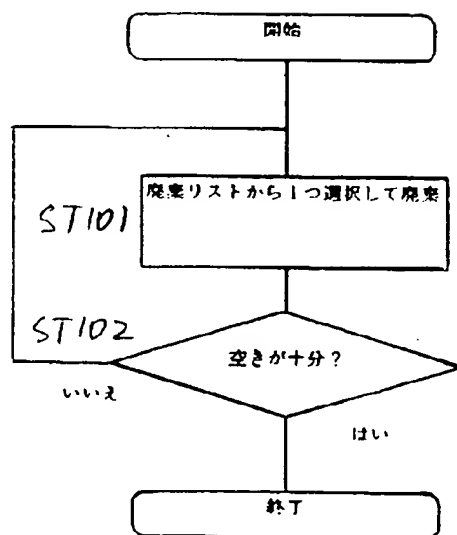 開始
廃棄リストから1つ選択して廃棄
ST101
ST102
空きが十分?
いいえ
はい
終了